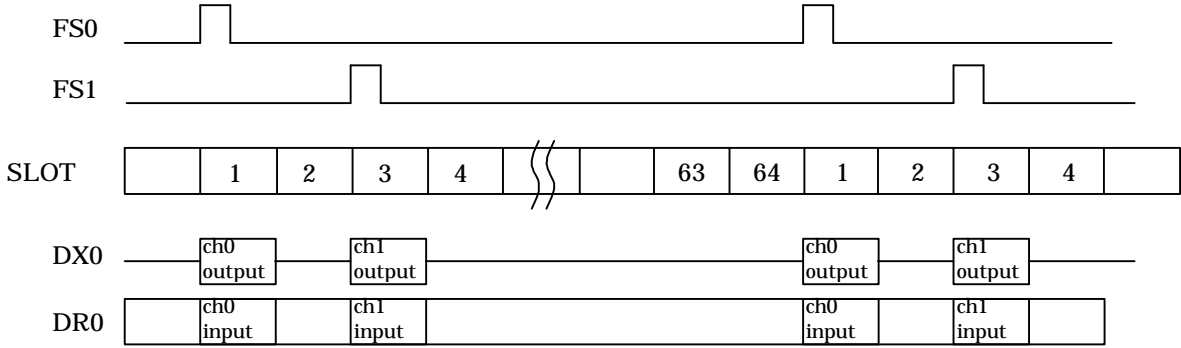 FS0
FS1
SLOT 1 2 3 4 63 64 1 2 3 4
DX0 ch0 output ch1 output ch0 output ch1 output
DR0 ch0 input ch1 input ch0 input ch1 input